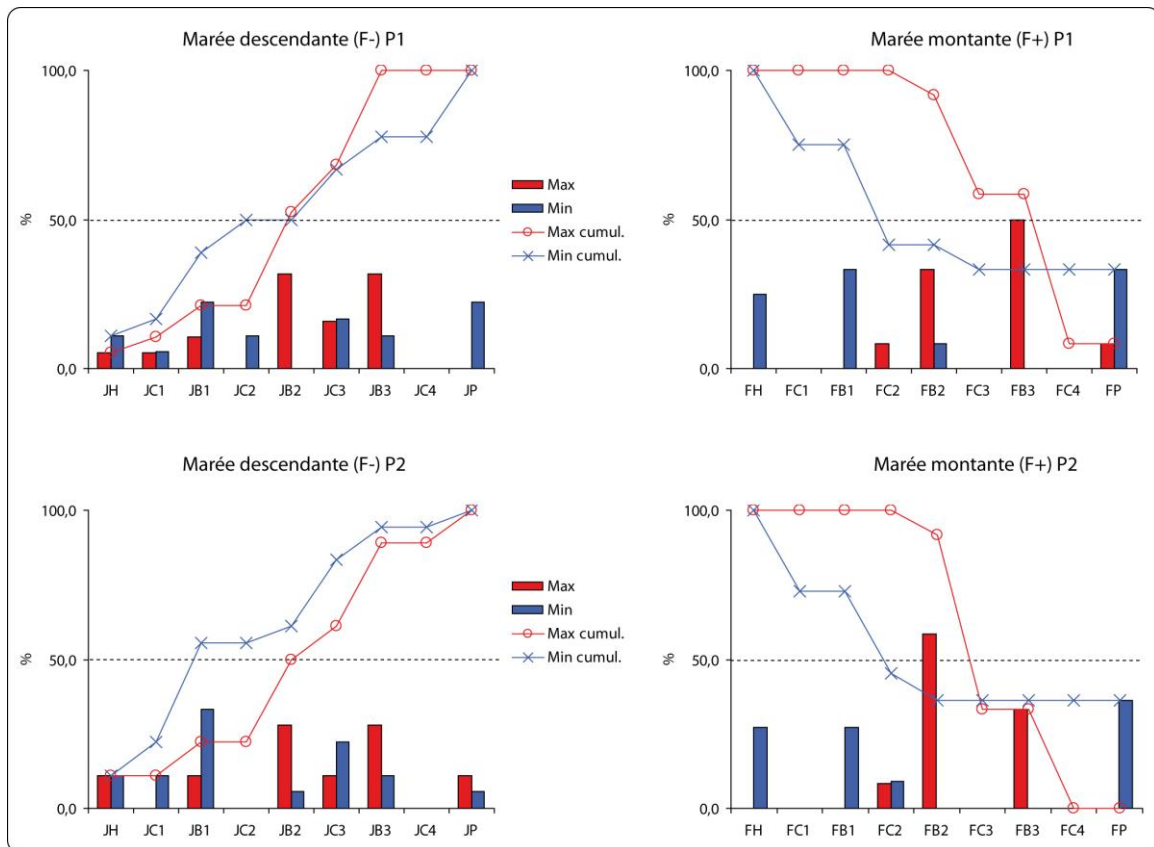 Marée descendante (F-) P1
100,0
50,0
0,0
%
JH JC1 JB1 JC2 JB2 JC3 JB3 JC4 JP
Max
Min
Max cumul.
Min cumul.
Marée montante (F+) P1
100,0
50,0
0,0
%
FH FC1 FB1 FC2 FB2 FC3 FB3 FC4 FP
Marée descendante (F-) P2
100,0
50,0
0,0
%
JH JC1 JB1 JC2 JB2 JC3 JB3 JC4 JP
Max
Min
Max cumul.
Min cumul.
Marée montante (F+) P2
100,0
50,0
0,0
%
FH FC1 FB1 FC2 FB2 FC3 FB3 FC4 FP